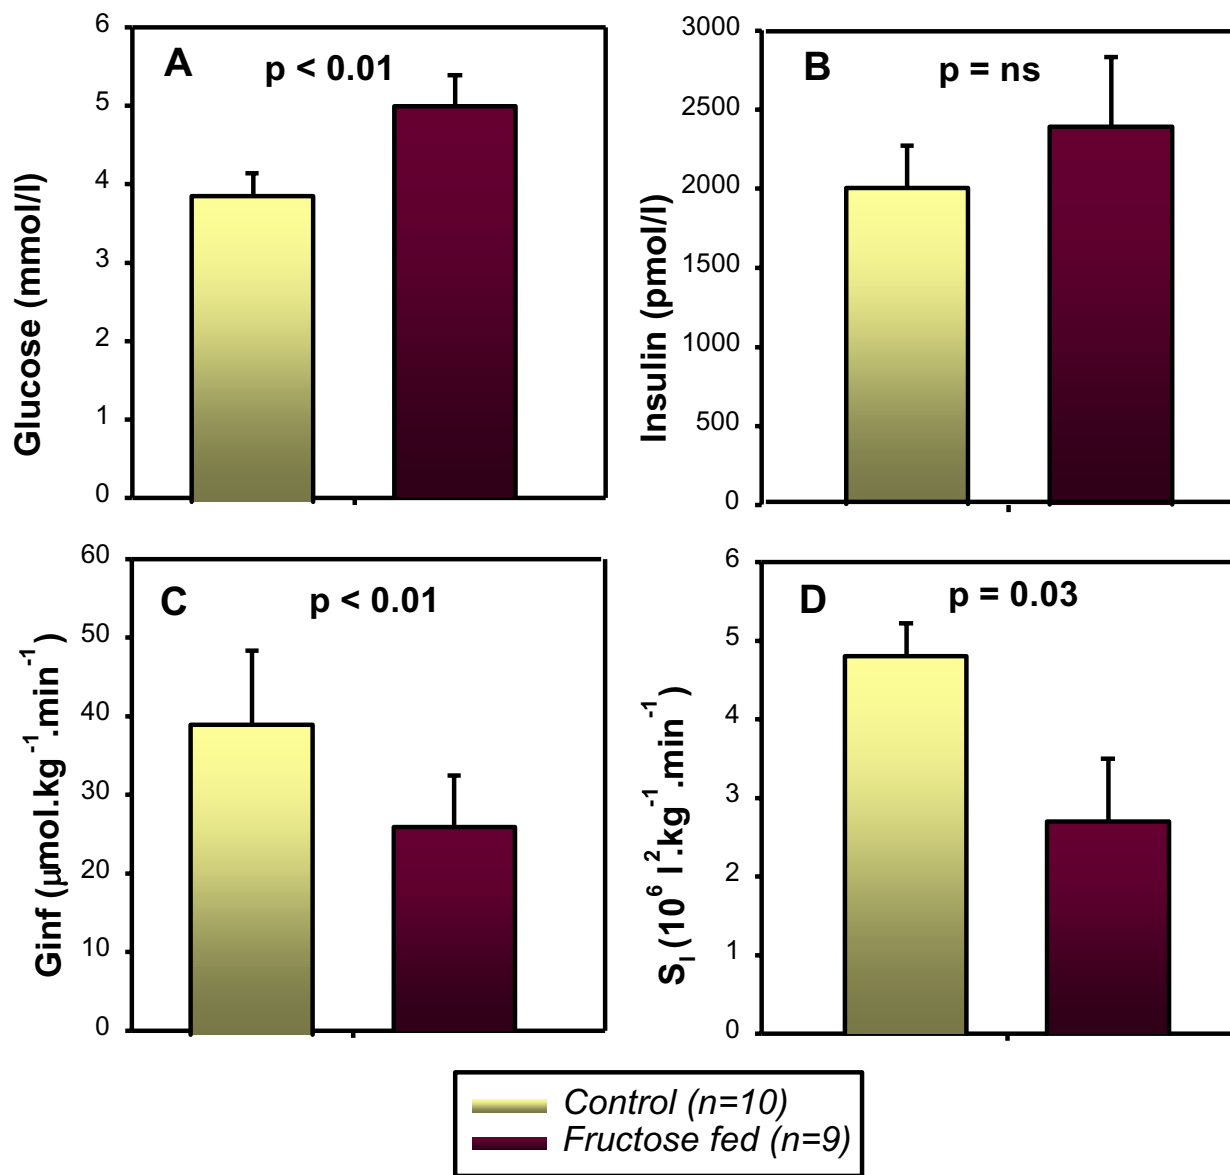 A
p < 0.01
Glucose (mmol/l)
6
5
4
3
2
1
0
B
p = ns
Insulin (pmol/l)
3000
2500
2000
1500
1000
500
0
C
p < 0.01
Ginf (μmol.kg⁻¹.min⁻¹)
60
50
40
30
20
10
0
D
p = 0.03
S_I (10⁶ l².kg⁻¹.min⁻¹)
6
5
4
3
2
1
0
Control (n=10)
Fructose fed (n=9)